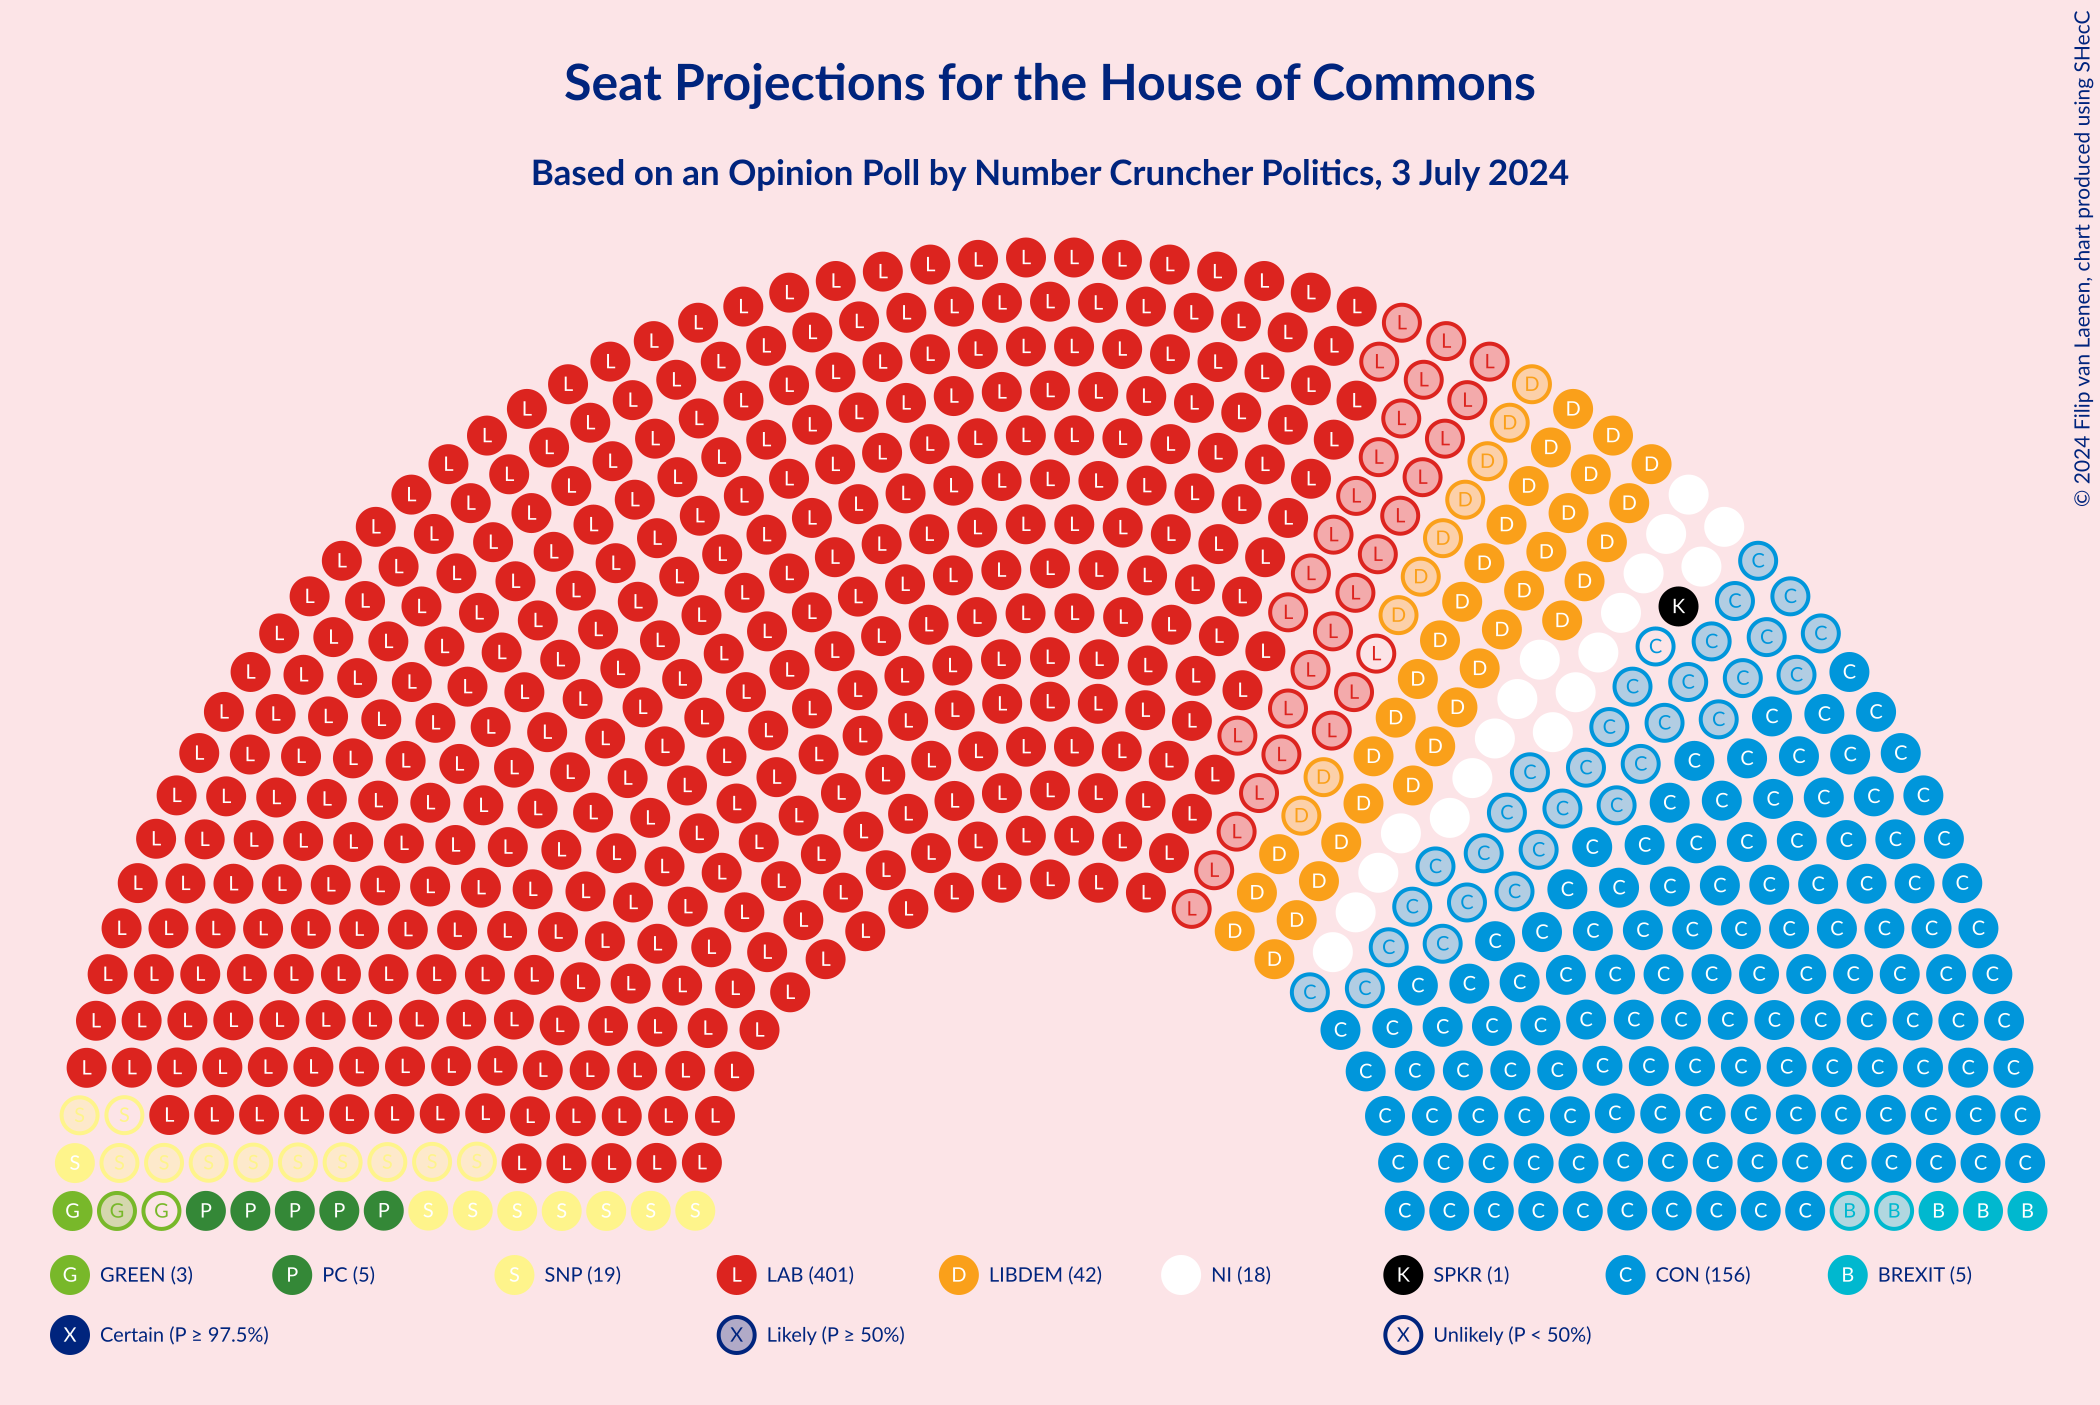 Seat Projections for the House of Commons
Based on an Opinion Poll by Number Cruncher Politics, 3 July 2024
© 2024 Filip van Laenen, chart produced using SHecC
G GREEN (3)
P PC (5)
S SNP (19)
L LAB (401)
D LIBDEM (42)
NI (18)
K SPKR (1)
C CON (156)
B BREXIT (5)
X Certain (P ≥ 97.5%)
X Likely (P ≥ 50%)
X Unlikely (P < 50%)